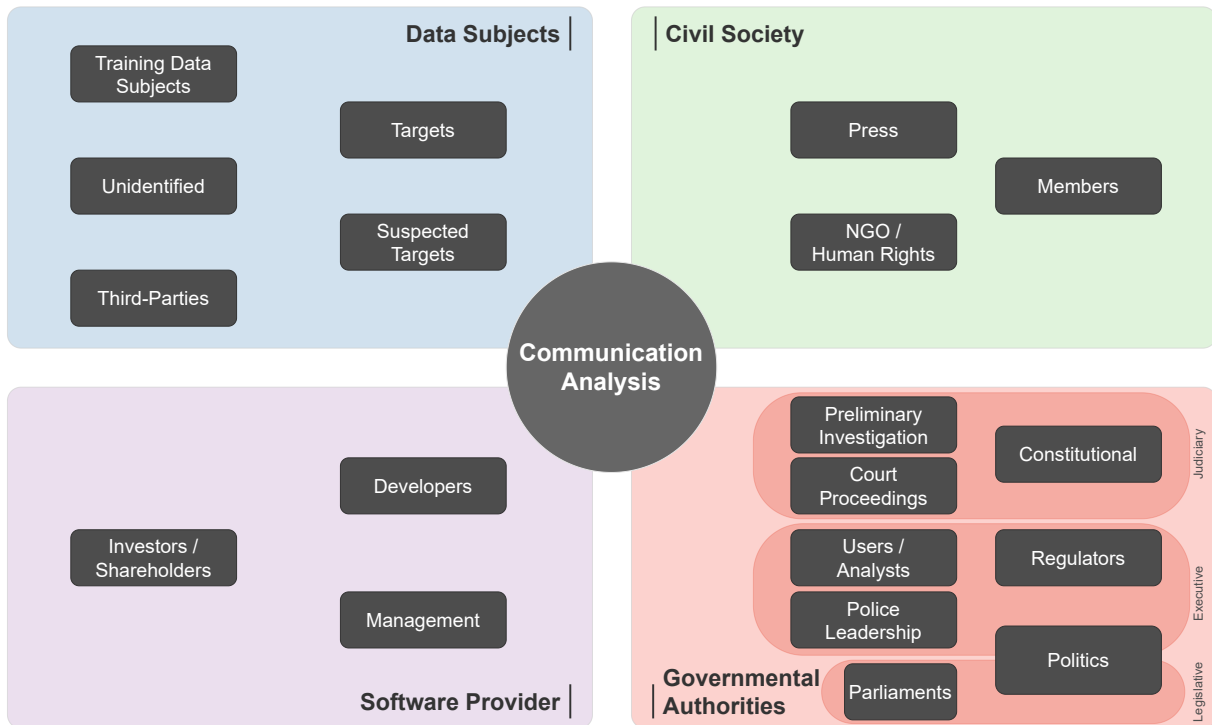 Data Subjects
Training Data
Subjects
Targets
Unidentified
Suspected
Targets
Third-Parties
Civil Society
Press
Members
NGO /
Human Rights
Communication
Analysis
Developers
Investors /
Shareholders
Management
Software Provider
Preliminary
Investigation
Constitutional
Court
Proceedings
Judiciary
Users /
Analysts
Regulators
Police
Leadership
Executive
Politics
Parliaments
Legislative
Governmental
Authorities